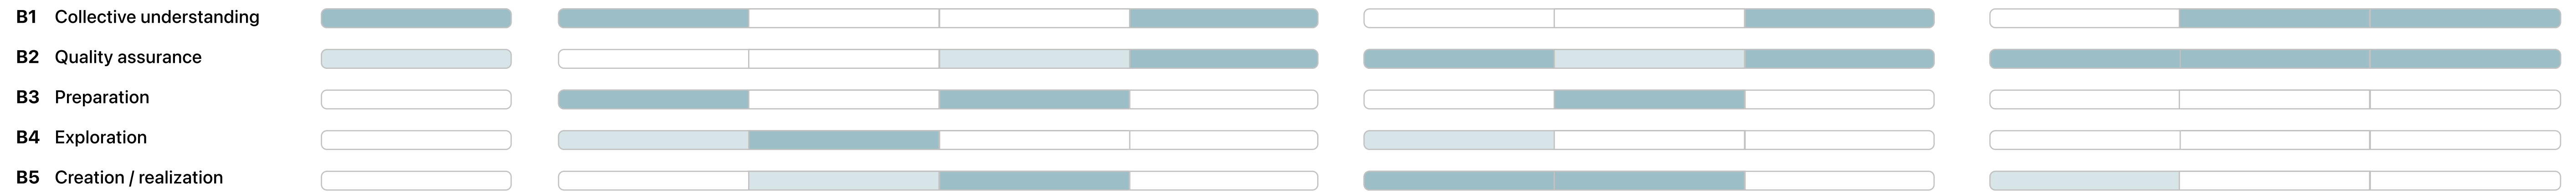 B1 Collective understanding
B2 Quality assurance
B3 Preparation
B4 Exploration
B5 Creation / realization